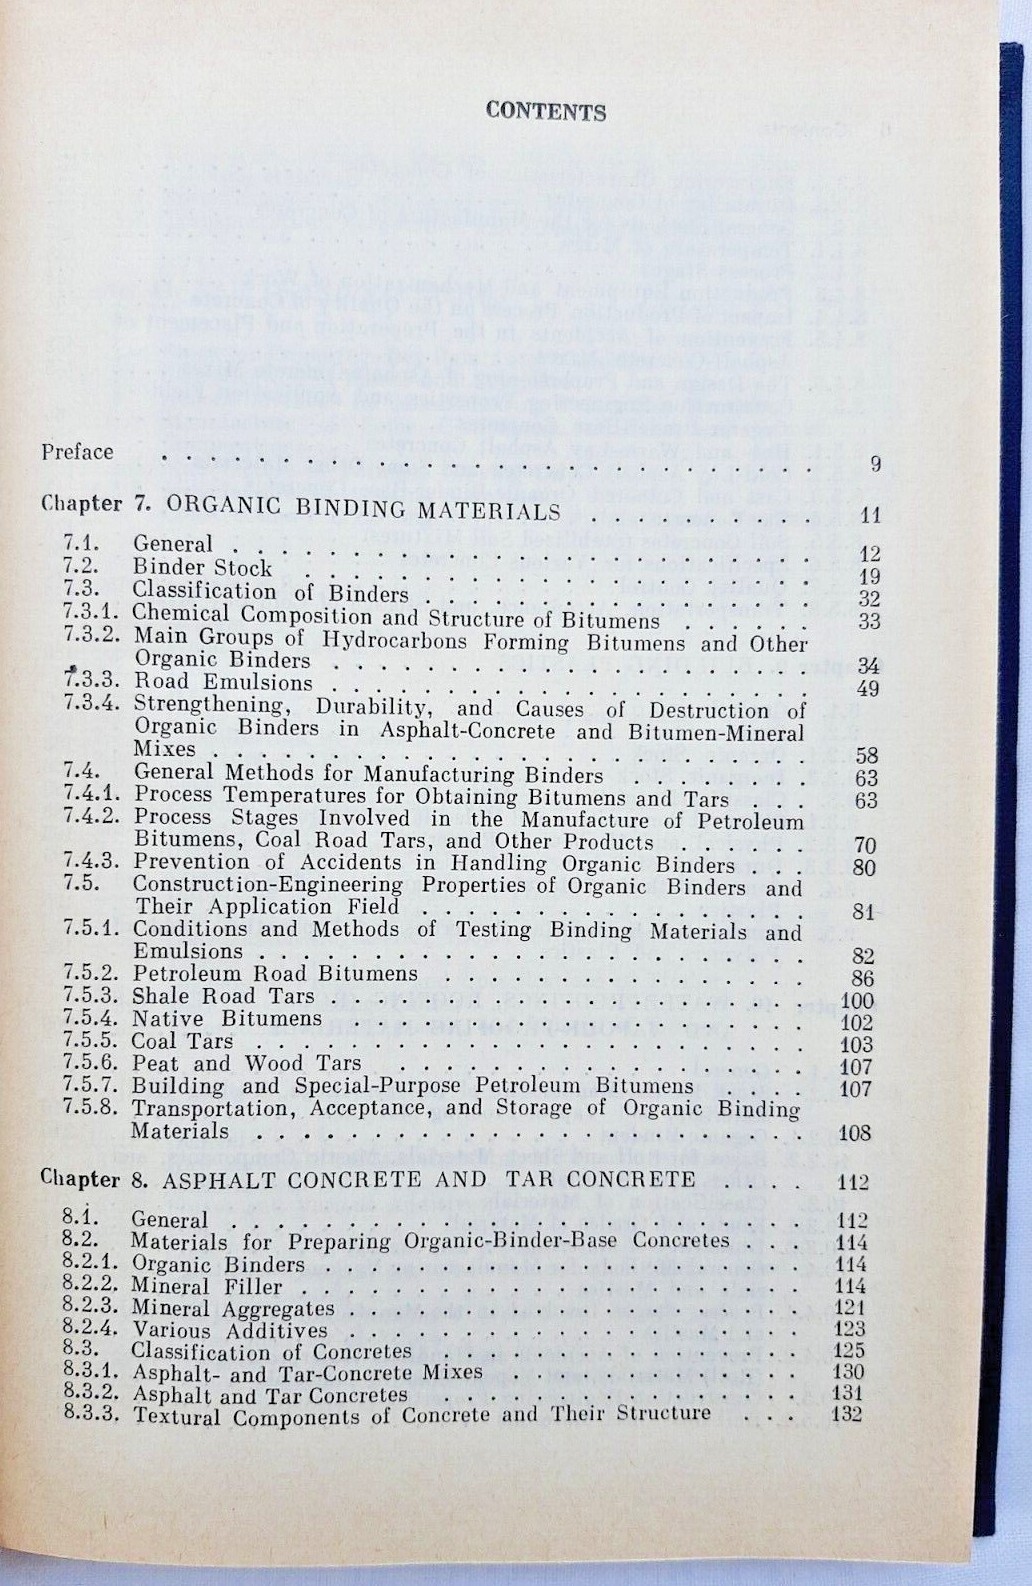 CONTENTS
Preface . . . . . . . . . . . . . . . . . . . . . . . 9
Chapter 7. ORGANIC BINDING MATERIALS . . . . . . . . . . 11
7.1. General . . . . . . . . . . . . . . . . . . . . 12
7.2. Binder Stock . . . . . . . . . . . . . . . . . . 19
7.3. Classification of Binders . . . . . . . . . . . . . 32
7.3.1. Chemical Composition and Structure of Bitumens . . . . . . 33
7.3.2. Main Groups of Hydrocarbons Forming Bitumens and Other
Organic Binders . . . . . . . . . . . . . . . . . 34
7.3.3. Road Emulsions . . . . . . . . . . . . . . . . . 49
7.3.4. Strengthening, Durability, and Causes of Destruction of
Organic Binders in Asphalt-Concrete and Bitumen-Mineral
Mixes . . . . . . . . . . . . . . . . . . . . . 58
7.4. General Methods for Manufacturing Binders . . . . . . . . 63
7.4.1. Process Temperatures for Obtaining Bitumens and Tars . . . 63
7.4.2. Process Stages Involved in the Manufacture of Petroleum
Bitumens, Coal Road Tars, and Other Products . . . . . . 70
7.4.3. Prevention of Accidents in Handling Organic Binders . . . 80
7.5. Construction-Engineering Properties of Organic Binders and
Their Application Field . . . . . . . . . . . . . . 81
7.5.1. Conditions and Methods of Testing Binding Materials and
Emulsions . . . . . . . . . . . . . . . . . . . . 82
7.5.2. Petroleum Road Bitumens . . . . . . . . . . . . . 86
7.5.3. Shale Road Tars . . . . . . . . . . . . . . . . . 100
7.5.4. Native Bitumens . . . . . . . . . . . . . . . . . 102
7.5.5. Coal Tars . . . . . . . . . . . . . . . . . . . . 103
7.5.6. Peat and Wood Tars . . . . . . . . . . . . . . . 107
7.5.7. Building and Special-Purpose Petroleum Bitumens . . . . 107
7.5.8. Transportation, Acceptance, and Storage of Organic Binding
Materials . . . . . . . . . . . . . . . . . . . . 108
Chapter 8. ASPHALT CONCRETE AND TAR CONCRETE . . . . 112
8.1. General . . . . . . . . . . . . . . . . . . . . . 112
8.2. Materials for Preparing Organic-Binder-Base Concretes . . . 114
8.2.1. Organic Binders . . . . . . . . . . . . . . . . . 114
8.2.2. Mineral Filler . . . . . . . . . . . . . . . . . . 114
8.2.3. Mineral Aggregates . . . . . . . . . . . . . . . . 121
8.2.4. Various Additives . . . . . . . . . . . . . . . . 123
8.3. Classification of Concretes . . . . . . . . . . . . . 125
8.3.1. Asphalt- and Tar-Concrete Mixes . . . . . . . . . . 130
8.3.2. Asphalt and Tar Concretes . . . . . . . . . . . . . 131
8.3.3. Textural Components of Concrete and Their Structure . . . 132